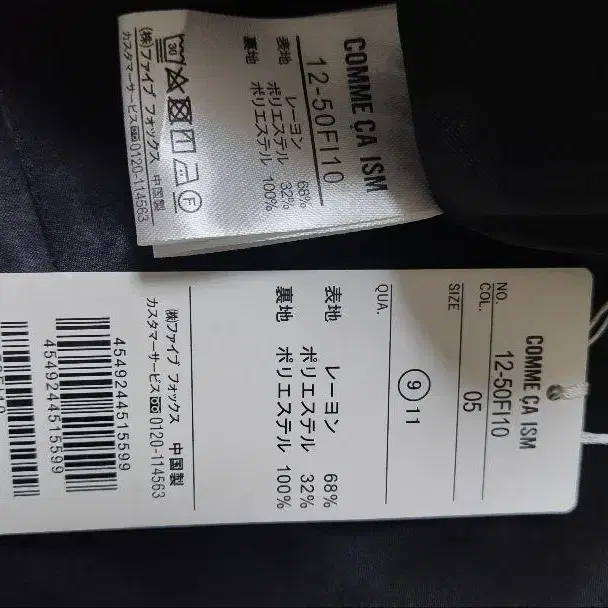 COMME ÇA ISM
12-50FI10
表地 レーヨン 68%
ポリエステル 32%
裏地 ポリエステル 100%
30
F
(株)ファイブ フォックス 中国製
カスタマーサービス 0120-114563
COMME ÇA ISM
NO. 12-50FI10
COL. 05
SIZE
9 11
QUA.
表地 レーヨン 68%
ポリエステル 32%
裏地 ポリエステル 100%
㈱ファイブ フォックス 中国製
カスタマーサービス 0120-114563
4549244515599
4549244515599